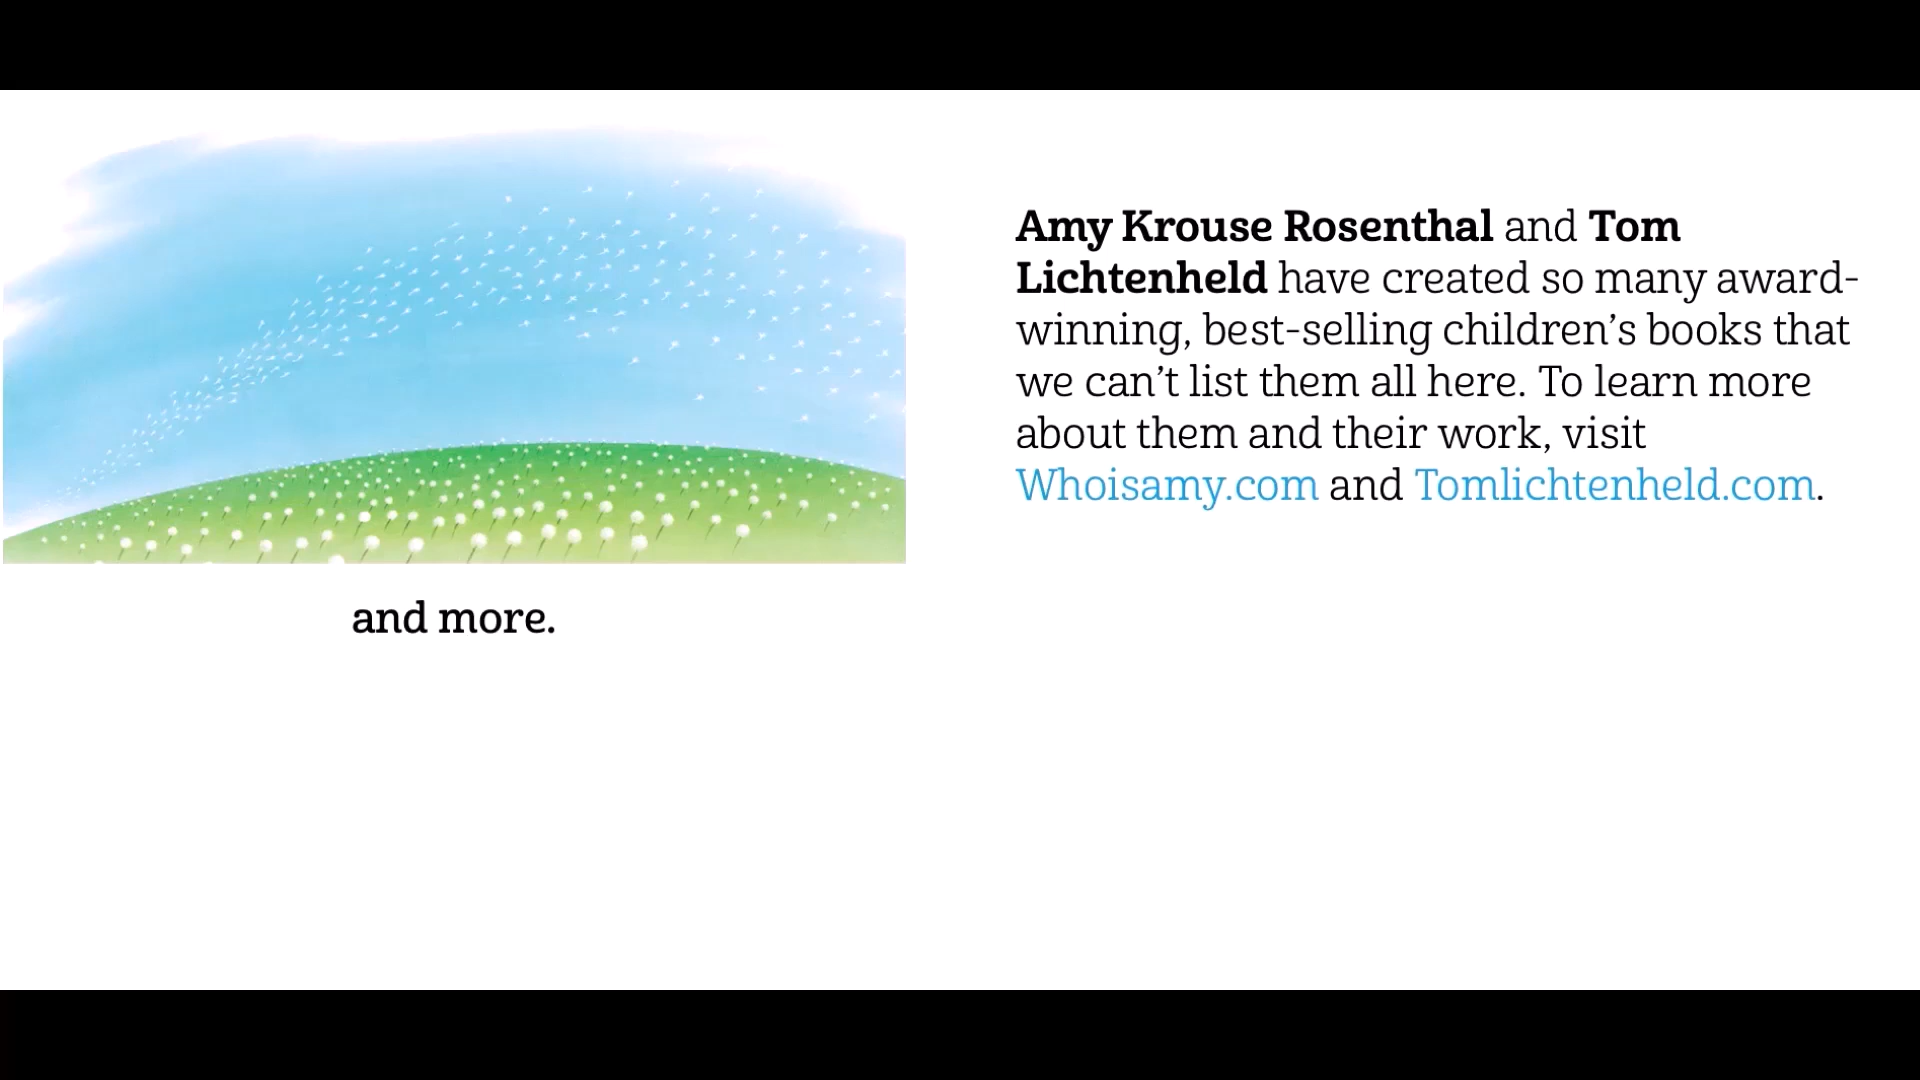 and more.
Amy Krouse Rosenthal and Tom
Lichtenheld have created so many award-
winning, best-selling children’s books that
we can’t list them all here. To learn more
about them and their work, visit
Whoisamy.com and Tomlichtenheld.com.